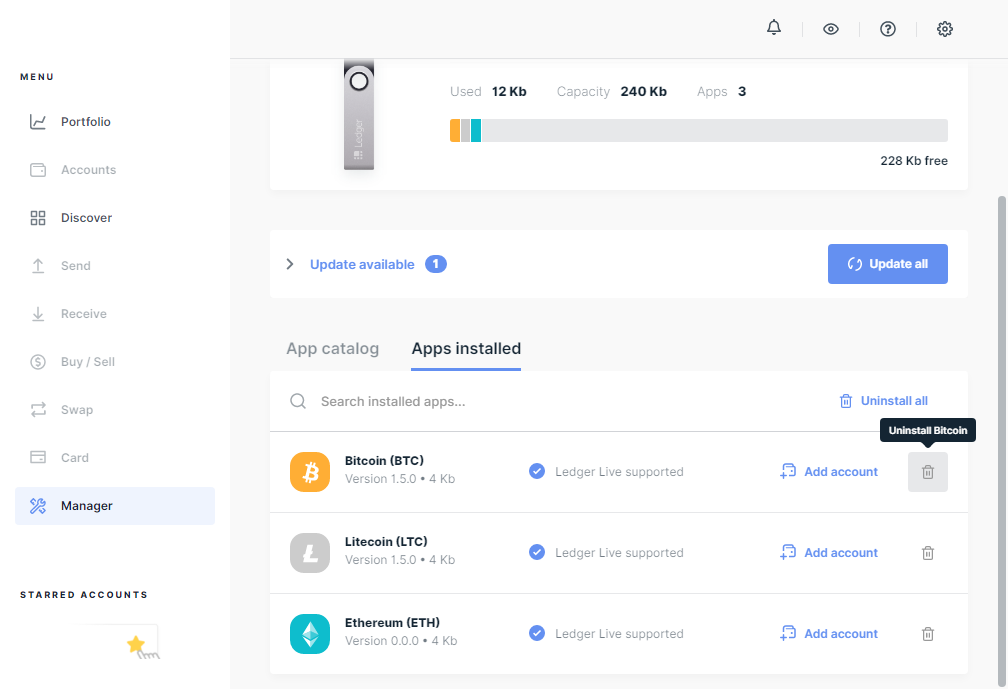 MENU
Portfolio
Accounts
Discover
Send
Receive
Buy / Sell
Swap
Card
Manager
STARRED ACCOUNTS
Ledger
Used 12 Kb Capacity 240 Kb Apps 3
228 Kb free
Update available 1
Update all
App catalog Apps installed
Search installed apps...
Uninstall all
Uninstall Bitcoin
Bitcoin (BTC)
Version 1.5.0 • 4 Kb
Ledger Live supported
Add account
Litecoin (LTC)
Version 1.5.0 • 4 Kb
Ledger Live supported
Add account
Ethereum (ETH)
Version 0.0.0 • 4 Kb
Ledger Live supported
Add account